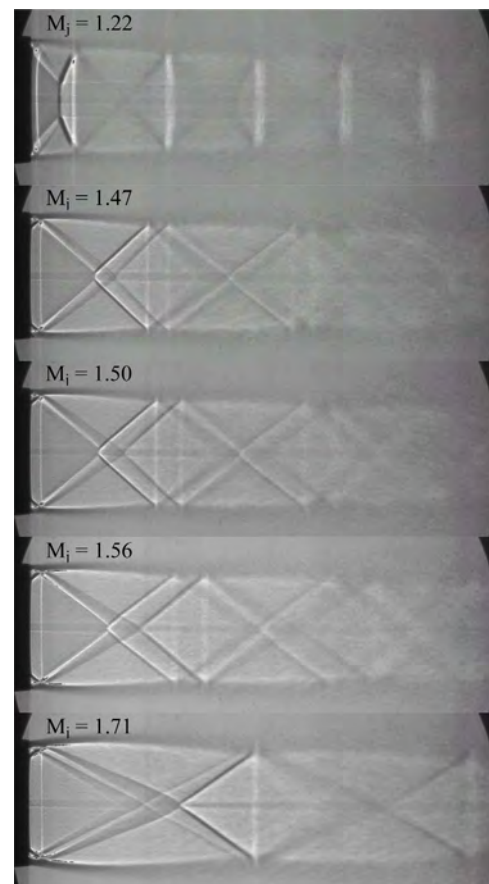 Mj = 1.22
Mj = 1.47
Mj = 1.50
Mj = 1.56
Mj = 1.71